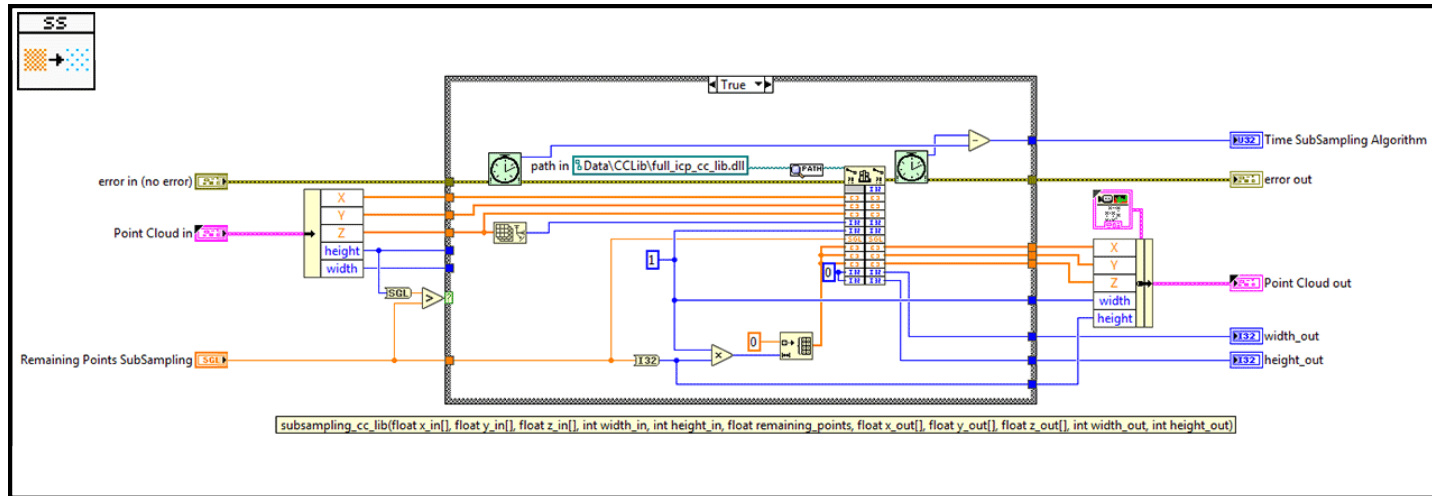 SS
True
Time SubSampling Algorithm
U32
path in
Data\CCLib\full_icp_cc_lib.dll
PATH
error in (no error)
error out
X
Y
Z
height
width
Point Cloud in
SGL
>
?
1
0
Point Cloud out
X
Y
Z
width
height
Remaining Points SubSampling
SGL
I32
×
0
I32
width_out
I32
height_out
subsampling_cc_lib(float x_in[], float y_in[], float z_in[], int width_in, int height_in, float remaining_points, float x_out[], float y_out[], float z_out[], int width_out, int height_out)